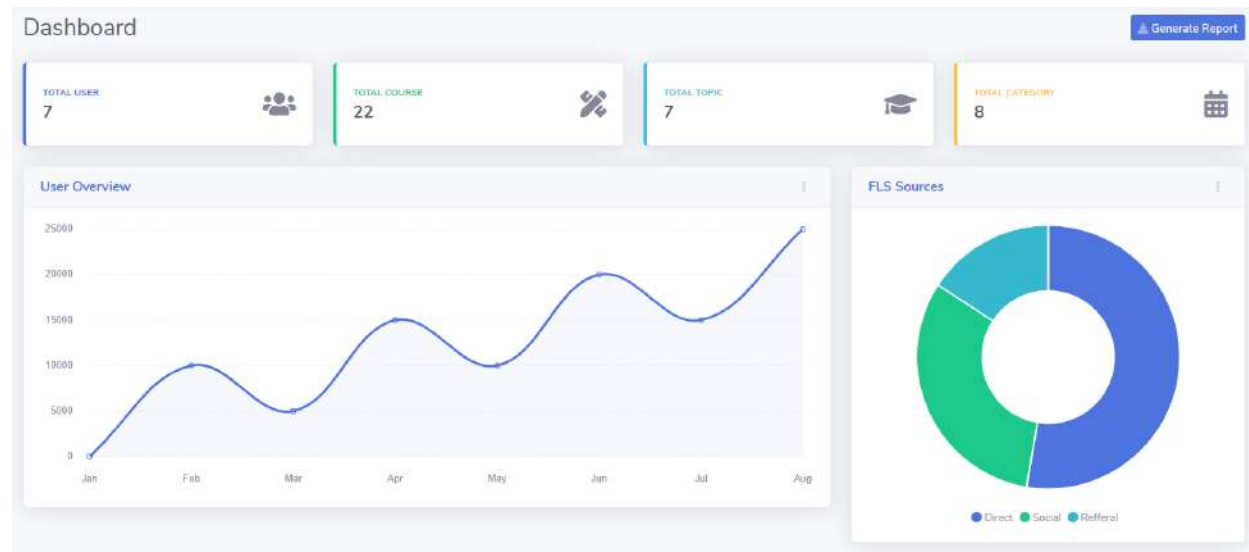 Dashboard
Generate Report
TOTAL USER
7
TOTAL COURSE
22
TOTAL TOPIC
7
TOTAL CATEGORY
8
User Overview
25000
20000
15000
10000
5000
0
Jan Feb Mar Apr May Jun Jul Aug
FLS Sources
Direct Social Refferal